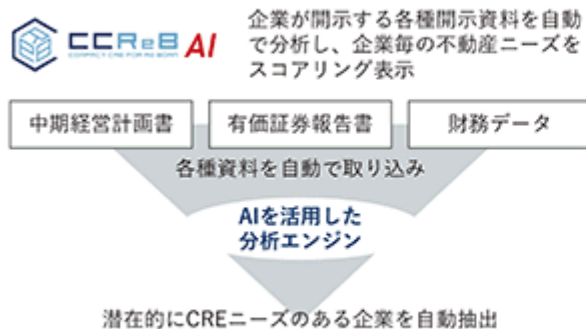 CCReB AI
企業が開示する各種開示資料を自動
で分析し、企業毎の不動産ニーズを
スコアリング表示
中期経営計画書
有価証券報告書
財務データ
各種資料を自動で取り込み
AIを活用した
分析エンジン
潜在的にCREニーズのある企業を自動抽出